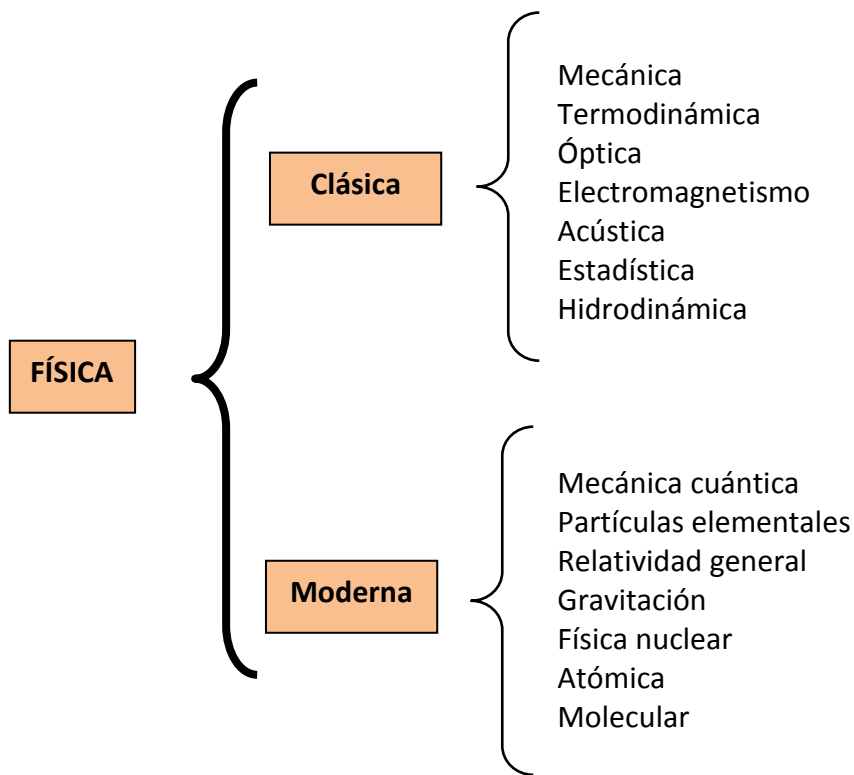 FÍSICA
Clásica
Mecánica
Termodinámica
Óptica
Electromagnetismo
Acústica
Estadística
Hidrodinámica
Moderna
Mecánica cuántica
Partículas elementales
Relatividad general
Gravitación
Física nuclear
Atómica
Molecular